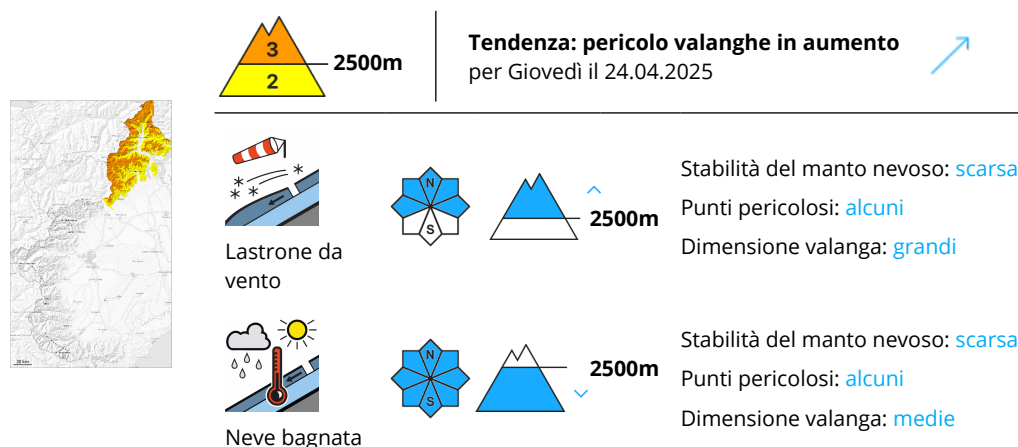 3
2
2500m
Tendenza: pericolo valanghe in aumento
per Giovedì il 24.04.2025
20 km
Lastrone da
vento
N
S
2500m
Stabilità del manto nevoso: scarsa
Punti pericolosi: alcuni
Dimensione valanga: grandi
Neve bagnata
N
S
2500m
Stabilità del manto nevoso: scarsa
Punti pericolosi: alcuni
Dimensione valanga: medie